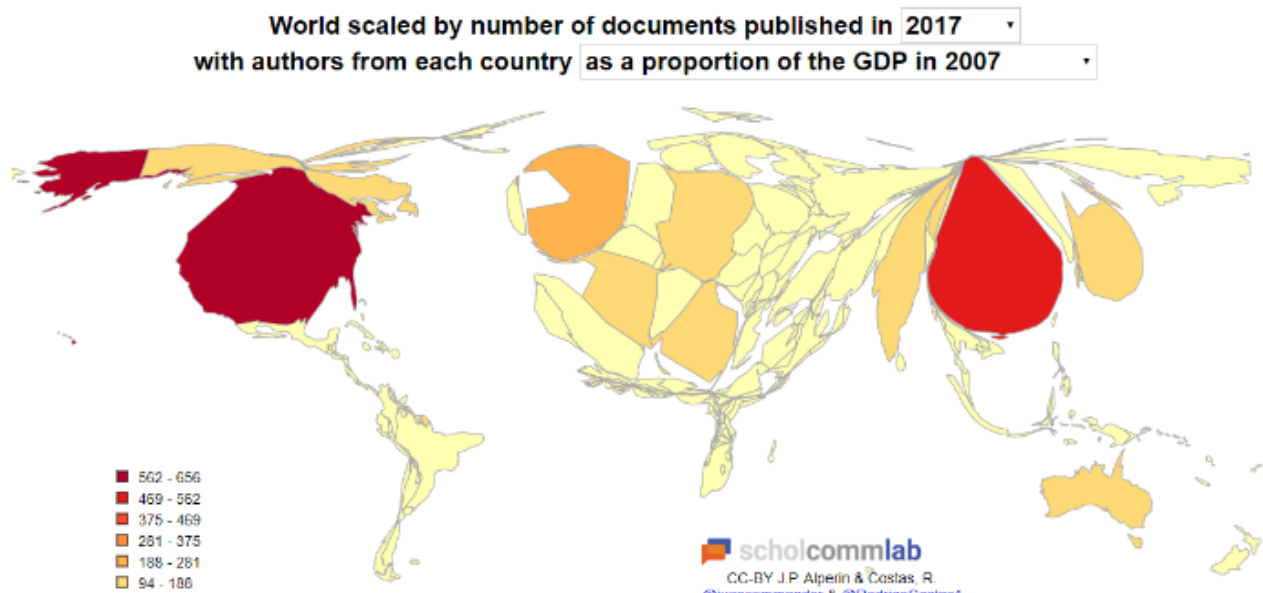 World scaled by number of documents published in 2017
with authors from each country as a proportion of the GDP in 2007
562 - 656
469 - 562
375 - 469
281 - 375
188 - 281
94 - 188
scholcommlab
CC-BY J.P. Alperin & Costas, R.